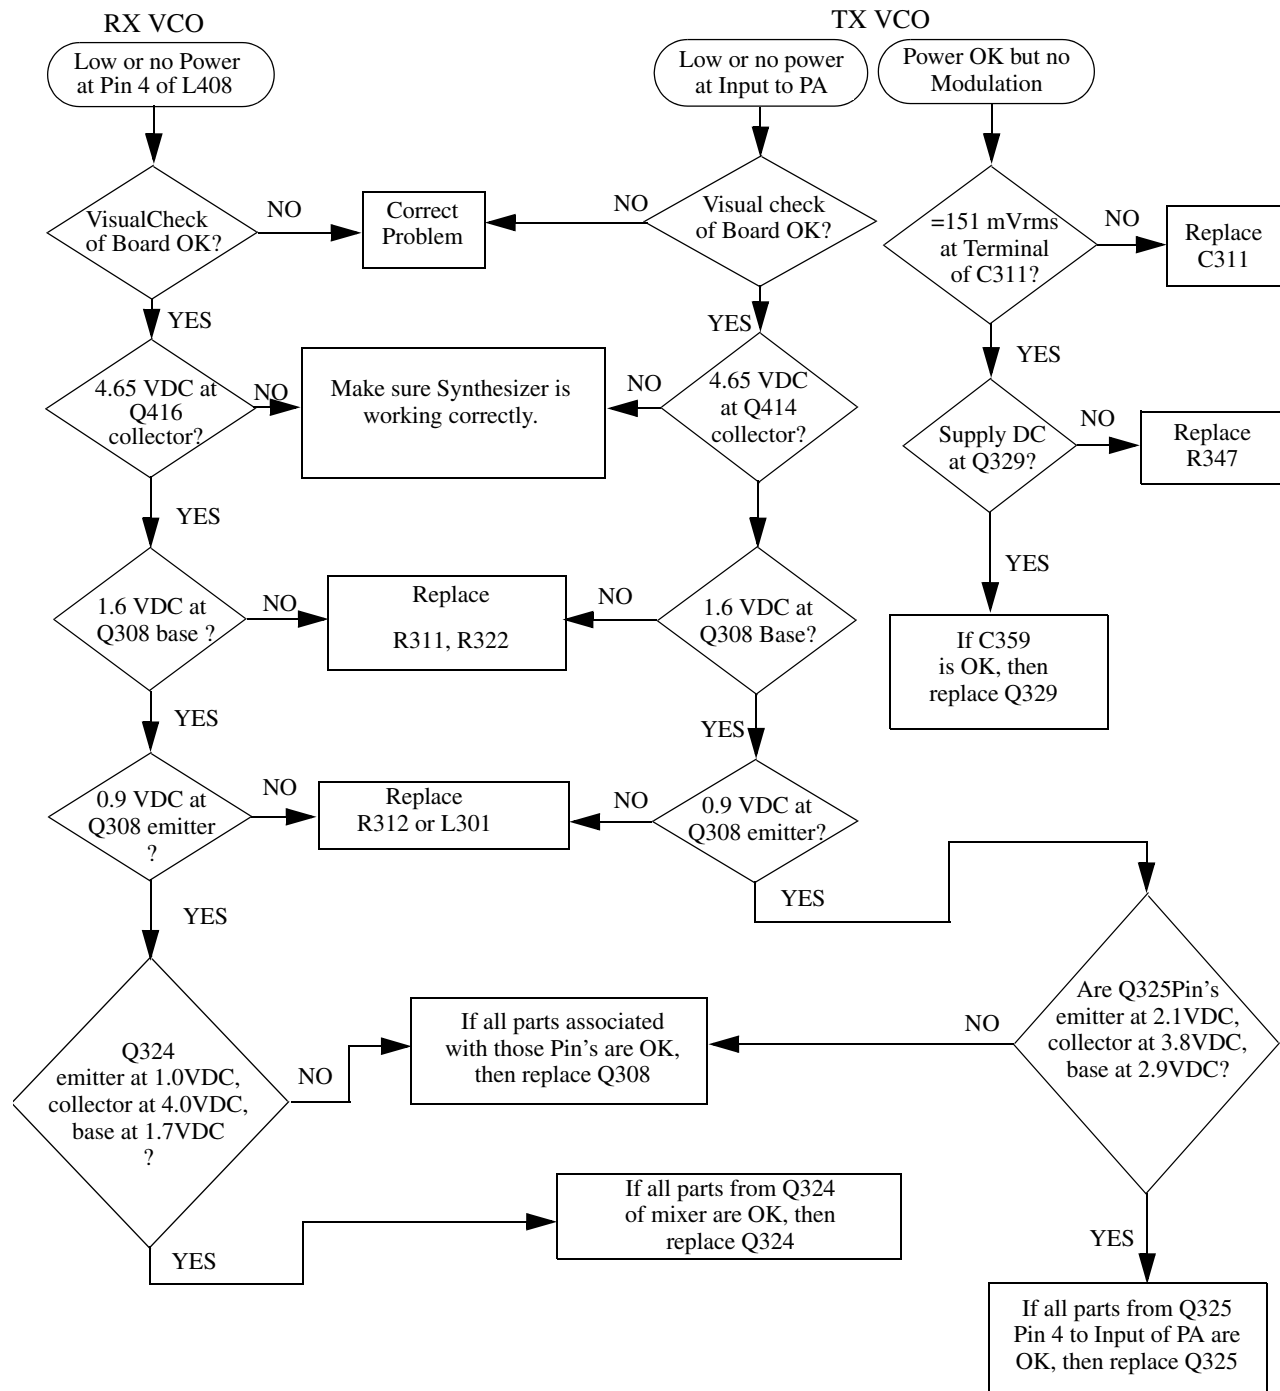 RX VCO
TX VCO
Low or no Power
at Pin 4 of L408
Low or no power
at Input to PA
Power OK but no
Modulation
VisualCheck
of Board OK?
NO
Correct
Problem
NO
Visual check
of Board OK?
=151 mVrms
at Terminal
of C311?
NO
Replace
C311
YES
YES
YES
4.65 VDC at
Q416
collector?
NO
Make sure Synthesizer is
working correctly.
NO
4.65 VDC
at Q414
collector?
Supply DC
at Q329?
NO
Replace
R347
YES
YES
1.6 VDC at
Q308 base ?
NO
Replace
R311, R322
NO
1.6 VDC at
Q308 Base?
If C359
is OK, then
replace Q329
YES
YES
0.9 VDC at
Q308 emitter
?
NO
Replace
R312 or L301
NO
0.9 VDC at
Q308 emitter?
YES
YES
Q324
emitter at 1.0VDC,
collector at 4.0VDC,
base at 1.7VDC
?
NO
If all parts associated
with those Pin's are OK,
then replace Q308
NO
Are Q325Pin's
emitter at 2.1VDC,
collector at 3.8VDC,
base at 2.9VDC?
YES
If all parts from Q324
of mixer are OK, then
replace Q324
YES
If all parts from Q325
Pin 4 to Input of PA are
OK, then replace Q325